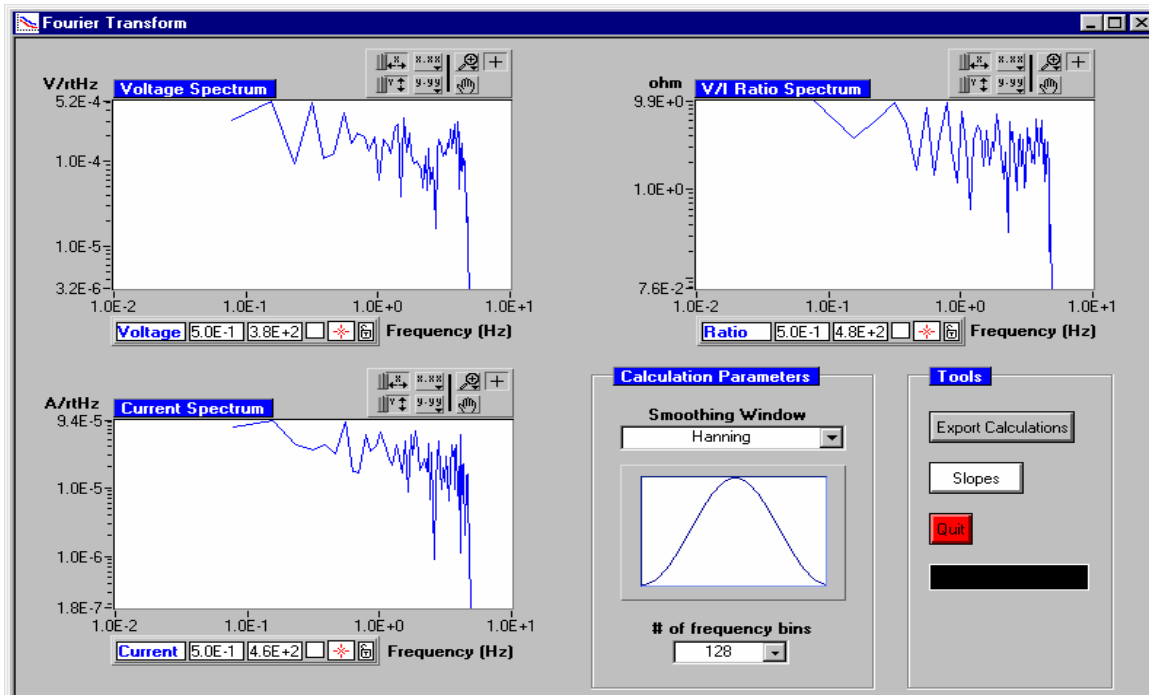 Fourier Transform
V/rtHz
Voltage Spectrum
X.XX
Y
y.yy
5.2E-4
1.0E-4
1.0E-5
3.2E-6
1.0E-2 1.0E-1 1.0E+0 1.0E+1
Voltage 5.0E-1 3.8E+2 Frequency (Hz)
ohm
V/I Ratio Spectrum
X.XX
Y
y.yy
9.9E+0
1.0E+0
7.6E-2
1.0E-2 1.0E-1 1.0E+0 1.0E+1
Ratio 5.0E-1 4.8E+2 Frequency (Hz)
A/rtHz
Current Spectrum
X.XX
Y
y.yy
9.4E-5
1.0E-5
1.0E-6
1.8E-7
1.0E-2 1.0E-1 1.0E+0 1.0E+1
Current 5.0E-1 4.6E+2 Frequency (Hz)
Calculation Parameters
Smoothing Window
Hanning
# of frequency bins
128
Tools
Export Calculations
Slopes
Quit